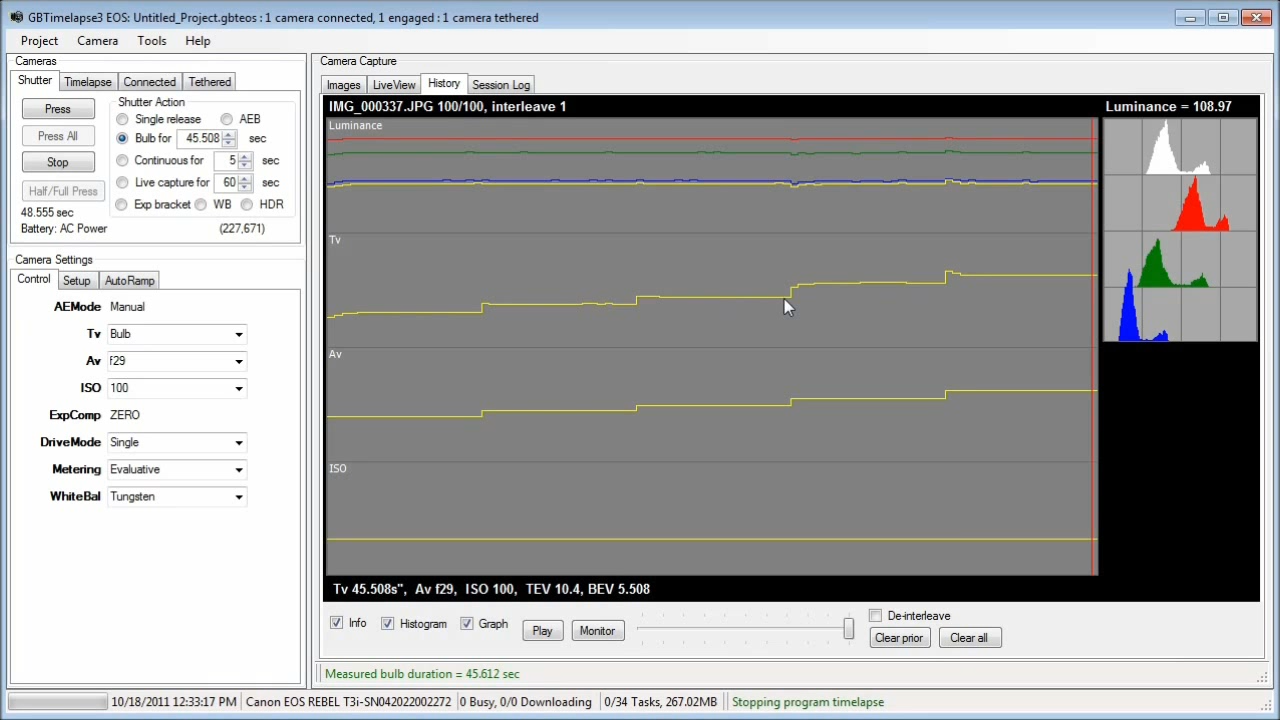 GBTimelapse3 EOS: Untitled_Project.gbteos : 1 camera connected, 1 engaged : 1 camera tethered
Project Camera Tools Help
Cameras
Shutter Timelapse Connected Tethered
Press
Press All
Stop
Half/Full Press
48.555 sec
Battery: AC Power
Shutter Action
Single release AEB
Bulb for 45.508 sec
Continuous for 5 sec
Live capture for 60 sec
Exp bracket WB HDR
(227,671)
Camera Settings
Control Setup AutoRamp
AEMode Manual
Tv Bulb
Av f29
ISO 100
ExpComp ZERO
DriveMode Single
Metering Evaluative
WhiteBal Tungsten
Camera Capture
Images LiveView History Session Log
IMG_000337.JPG 100/100, interleave 1
Luminance = 108.97
Luminance
Tv
Av
ISO
Tv 45.508s", Av f29, ISO 100, TEV 10.4, BEV 5.508
Info Histogram Graph Play Monitor
De-interleave
Clear prior Clear all
Measured bulb duration = 45.612 sec
10/18/2011 12:33:17 PM Canon EOS REBEL T3i-SN042022002272 0 Busy, 0/0 Downloading 0/34 Tasks, 267.02MB Stopping program timelapse